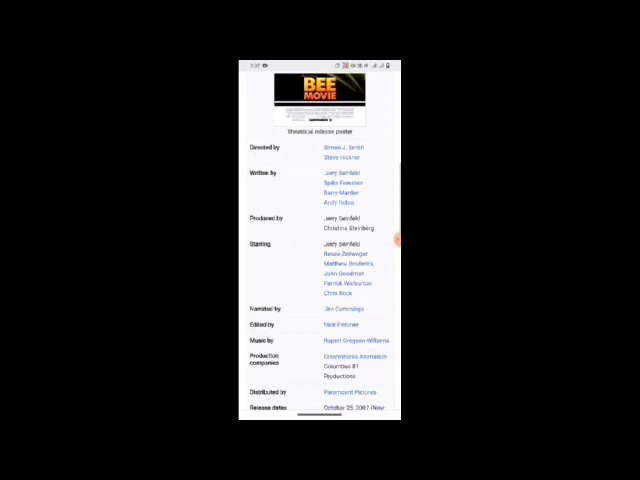 3:35
BEE
MOVIE
Theatrical release poster
Directed by Simon J. Smith
Steve Hickner
Written by Jerry Seinfeld
Spike Feresten
Barry Marder
Andy Robin
Produced by Jerry Seinfeld
Christina Steinberg
Starring Jerry Seinfeld
Renée Zellweger
Matthew Broderick
John Goodman
Patrick Warburton
Chris Rock
Narrated by Jim Cummings
Edited by Nick Fletcher
Music by Rupert Gregson-Williams
Production companies DreamWorks Animation
Columbus 81
Productions
Distributed by Paramount Pictures
Release dates October 25, 2007 (New